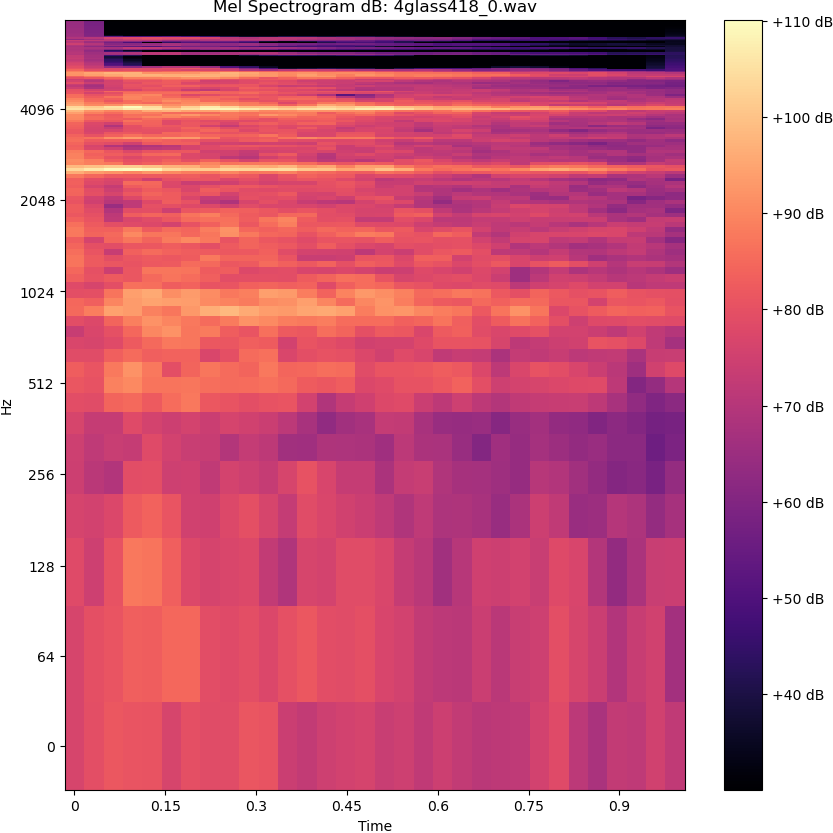 Mel Spectrogram dB: 4glass418_0.wav
+110 dB
4096
+100 dB
2048
+90 dB
1024
+80 dB
512
Hz
+70 dB
256
+60 dB
128
+50 dB
64
+40 dB
0
0 0.15 0.3 0.45 0.6 0.75 0.9
Time